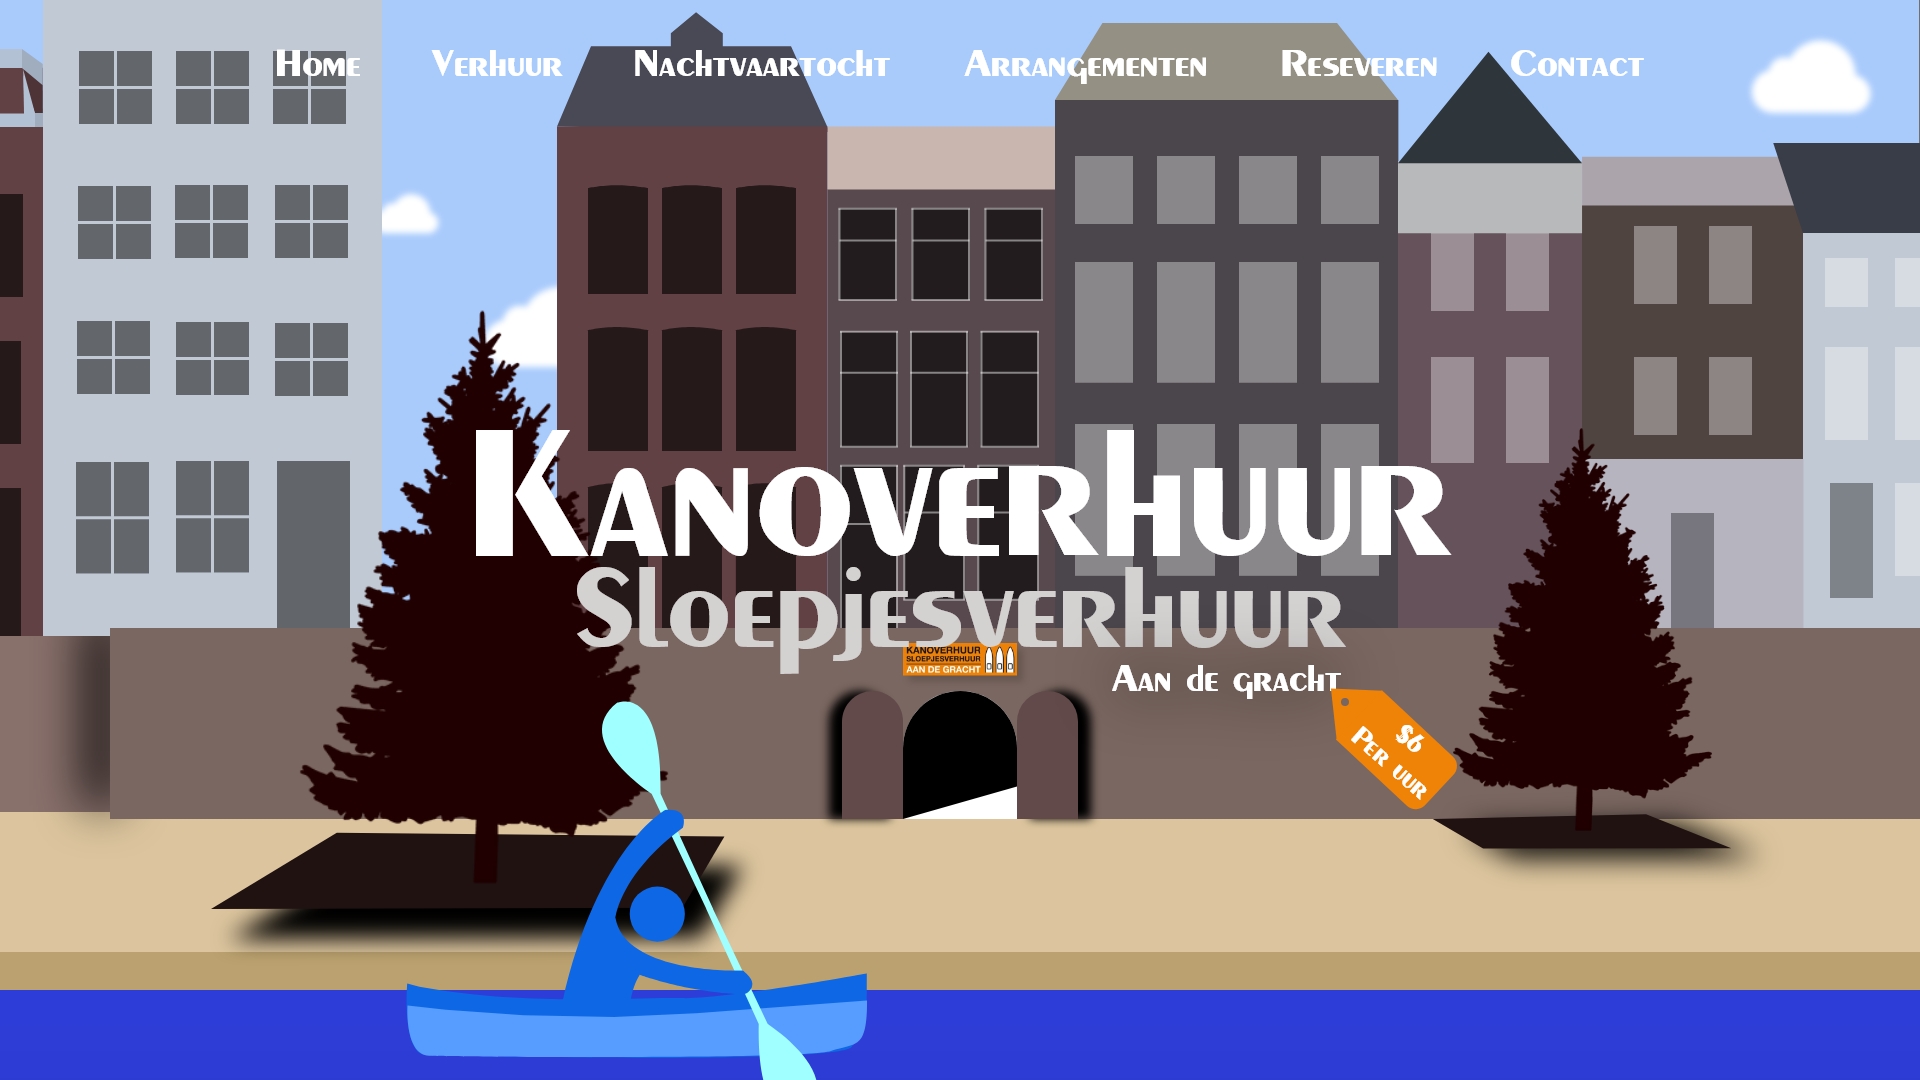 Home Verhuur Nachtvaartocht Arrangementen Reseveren Contact
Kanoverhuur
Sloepjesverhuur
KANOVERHUUR
SLOEPJESVERHUUR
AAN DE GRACHT
Aan de gracht
$6
Per uur